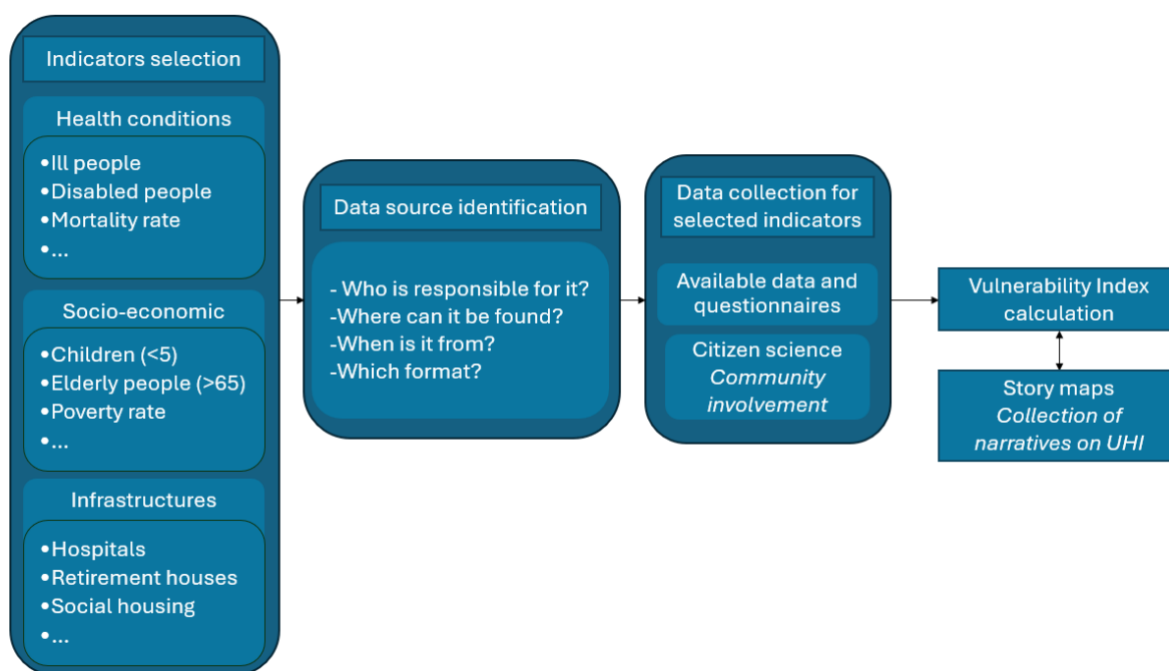 Indicators selection
Health conditions
•Ill people
•Disabled people
•Mortality rate
•...
Socio-economic
•Children (<5)
•Elderly people (>65)
•Poverty rate
•...
Infrastructures
•Hospitals
•Retirement houses
•Social housing
•...
Data source identification
- Who is responsible for it?
-Where can it be found?
-When is it from?
-Which format?
Data collection for
selected indicators
Available data and
questionnaires
Citizen science
Community
involvement
Vulnerability Index
calculation
Story maps
Collection of
narratives on UHI